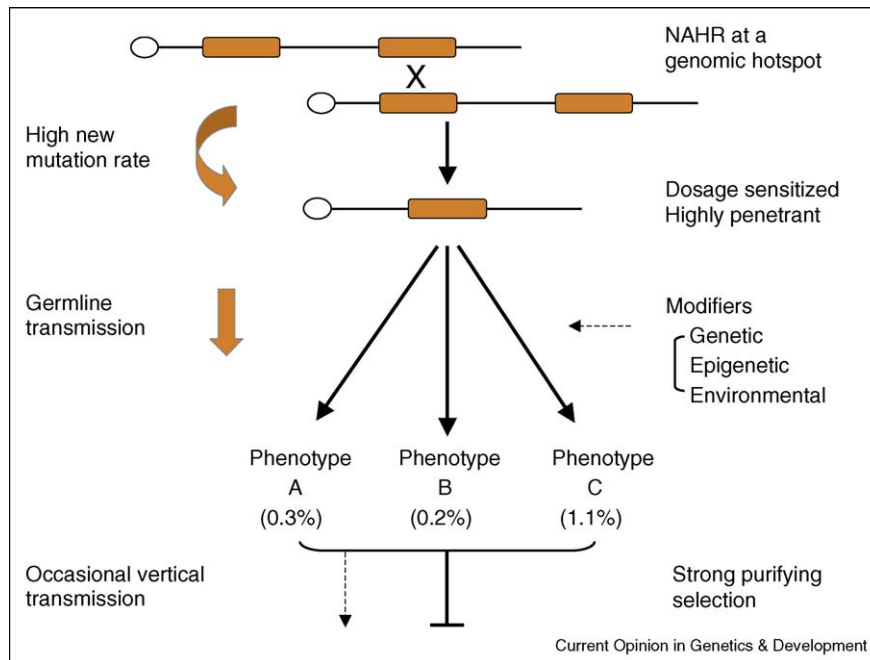 NAHR at a
genomic hotspot
X
High new
mutation rate
Dosage sensitized
Highly penetrant
Germline
transmission
Modifiers
Genetic
Epigenetic
Environmental
Phenotype
A
(0.3%)
Phenotype
B
(0.2%)
Phenotype
C
(1.1%)
Occasional vertical
transmission
Strong purifying
selection
Current Opinion in Genetics & Development